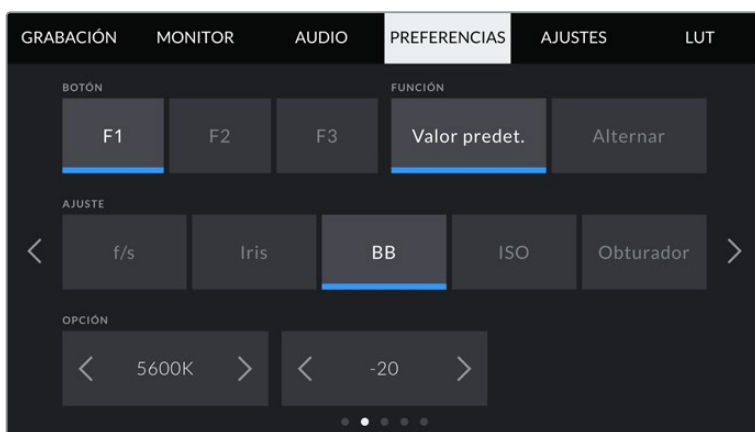 GRABACIÓN MONITOR AUDIO PREFERENCIAS AJUSTES LUT
BOTÓN FUNCIÓN
F1 F2 F3 Valor predet. Alternar
AJUSTE
f/s Iris BB ISO Obturador
OPCIÓN
5600K -20